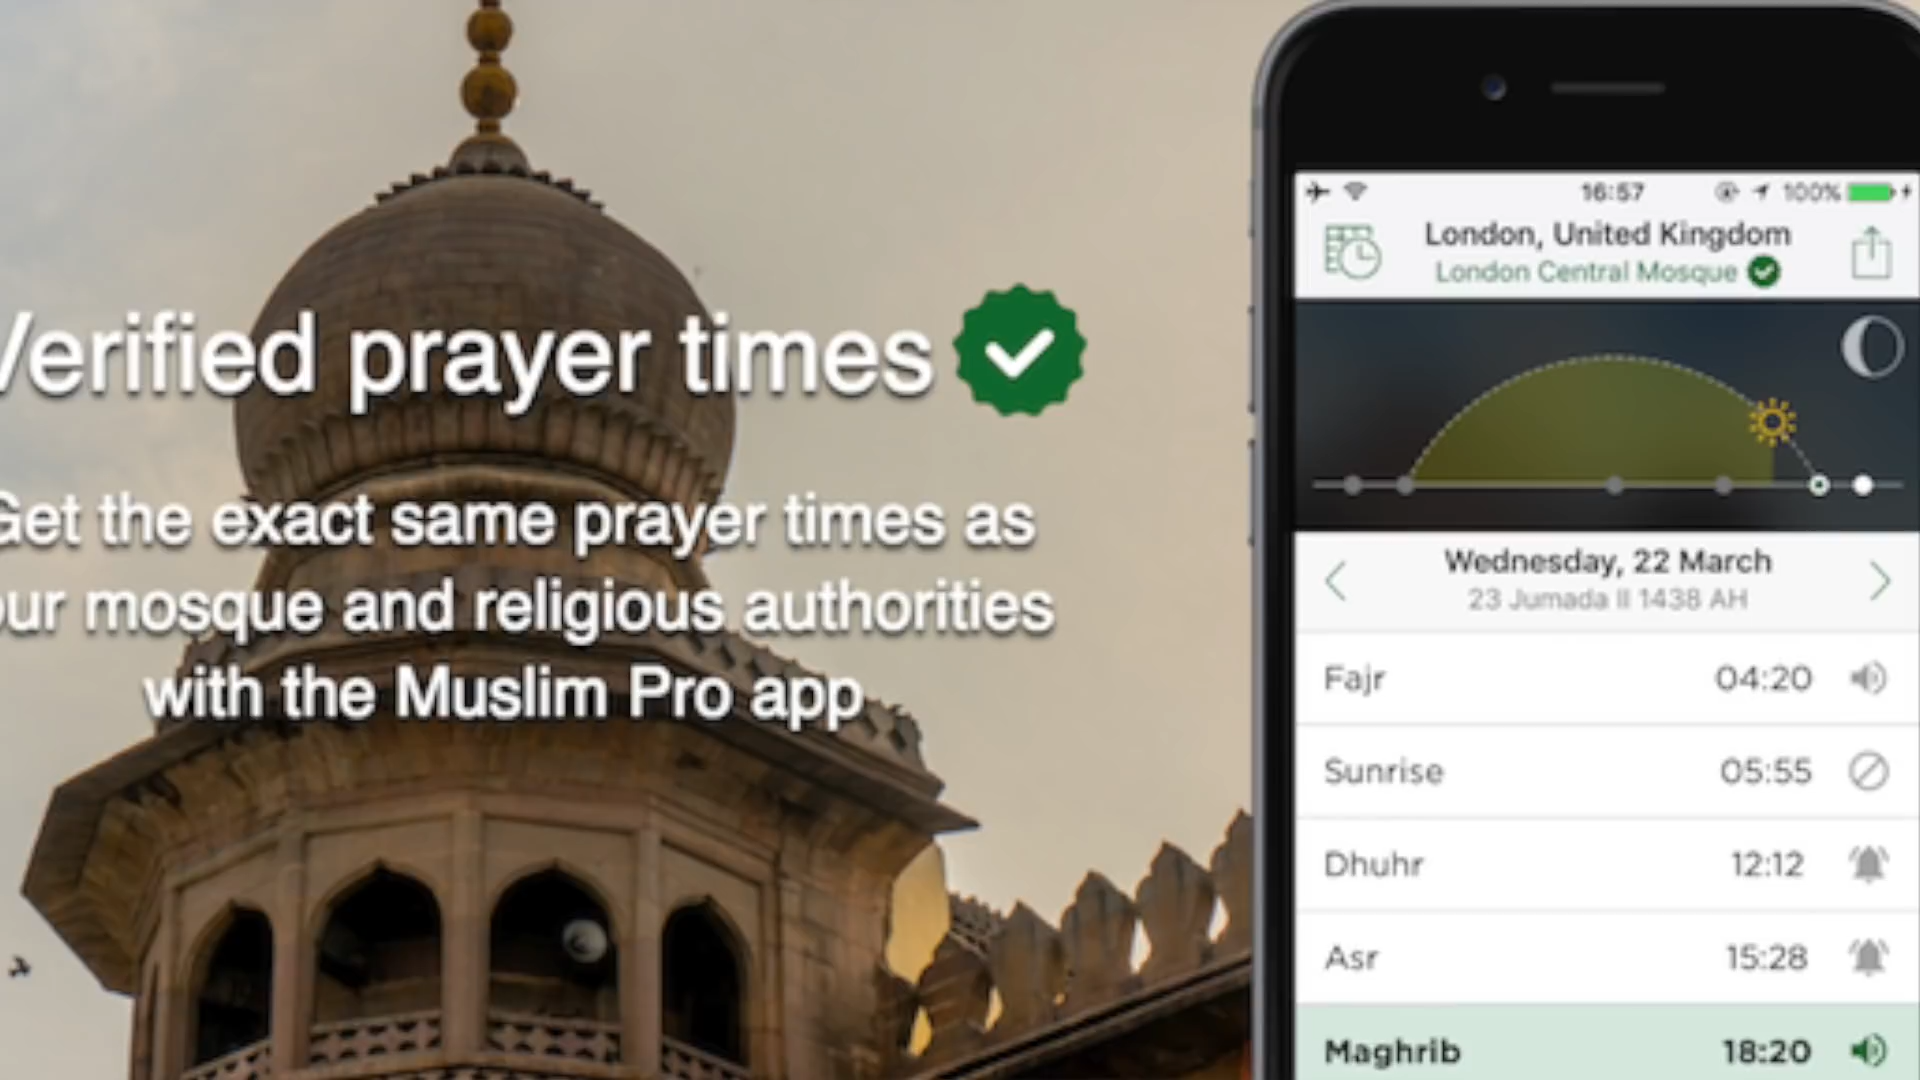 Verified prayer times
Get the exact same prayer times as
our mosque and religious authorities
with the Muslim Pro app
16:57
100%
London, United Kingdom
London Central Mosque
Wednesday, 22 March
23 Jumada II 1438 AH
Fajr 04:20
Sunrise 05:55
Dhuhr 12:12
Asr 15:28
Maghrib 18:20